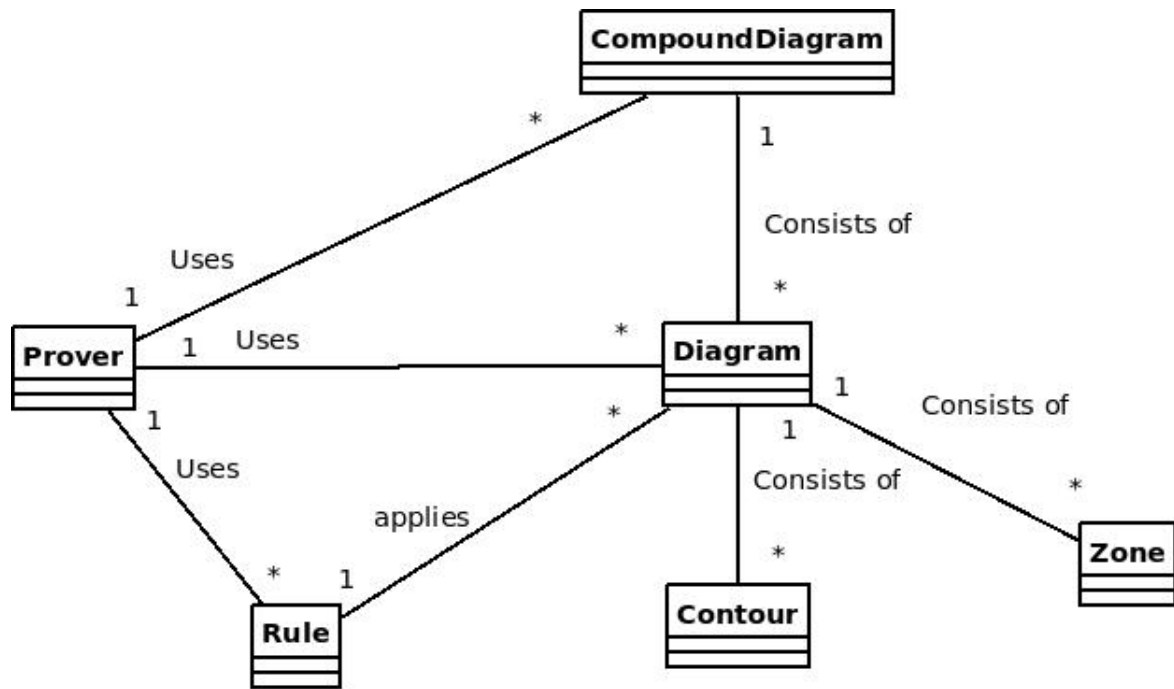 CompoundDiagram
*
1
Consists of
Uses
1
*
Prover
1
Uses
*
Diagram
1
*
1
1
Consists of
Uses
Consists of
*
applies
*
1
*
Zone
Rule
Contour